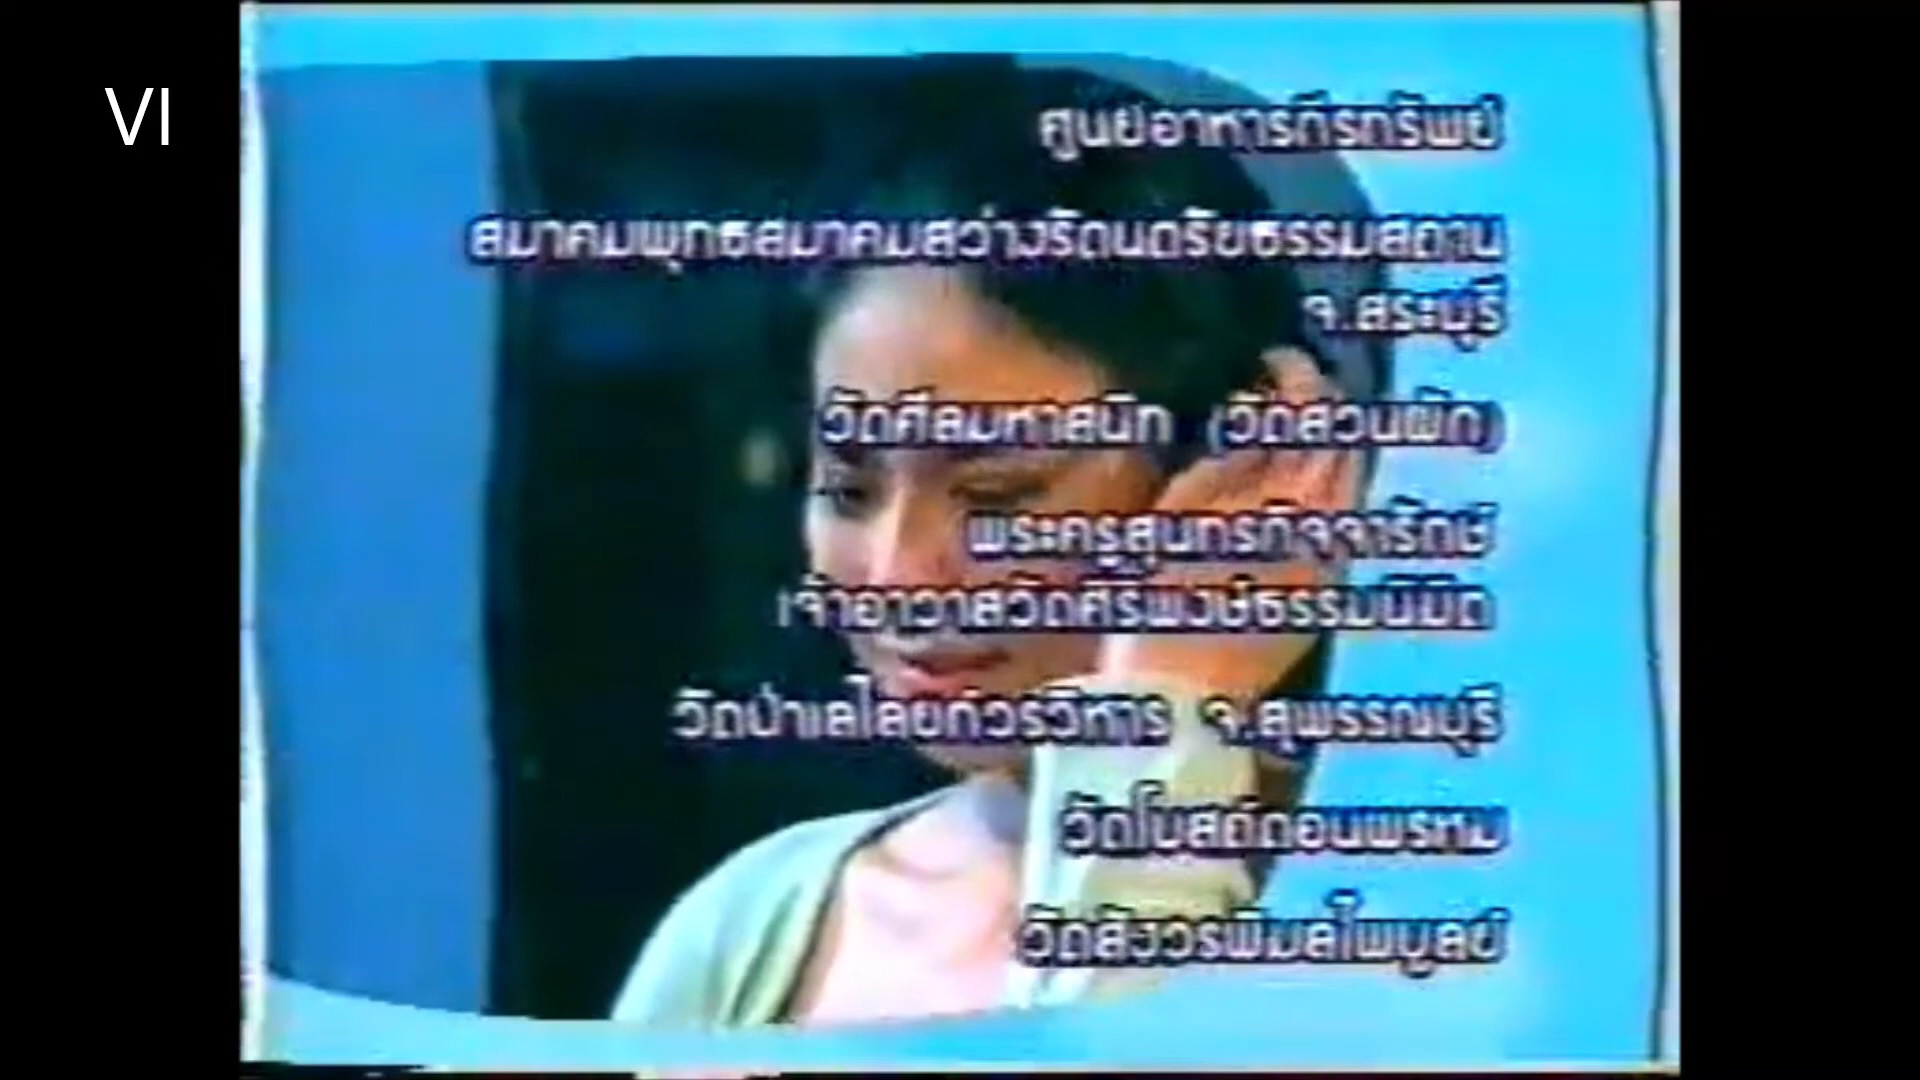 VI
ศูนย์อาหารถิรทรัพย์
สมาคมพุทธสมาคมสว่างรัตนตรัยธรรมสถาน
จ.สระบุรี
วัดศีลมหาสนิท (วัดสวนผัก)
พระครูสุนทรกิจจารักษ์
เจ้าอาวาสวัดศิริพงษ์ธรรมนิมิต
วัดป่าเลไลยก์วรวิหาร จ.สุพรรณบุรี
วัดโบสถ์ดอนพรหม
วัดสังวรพิมลไพบูลย์